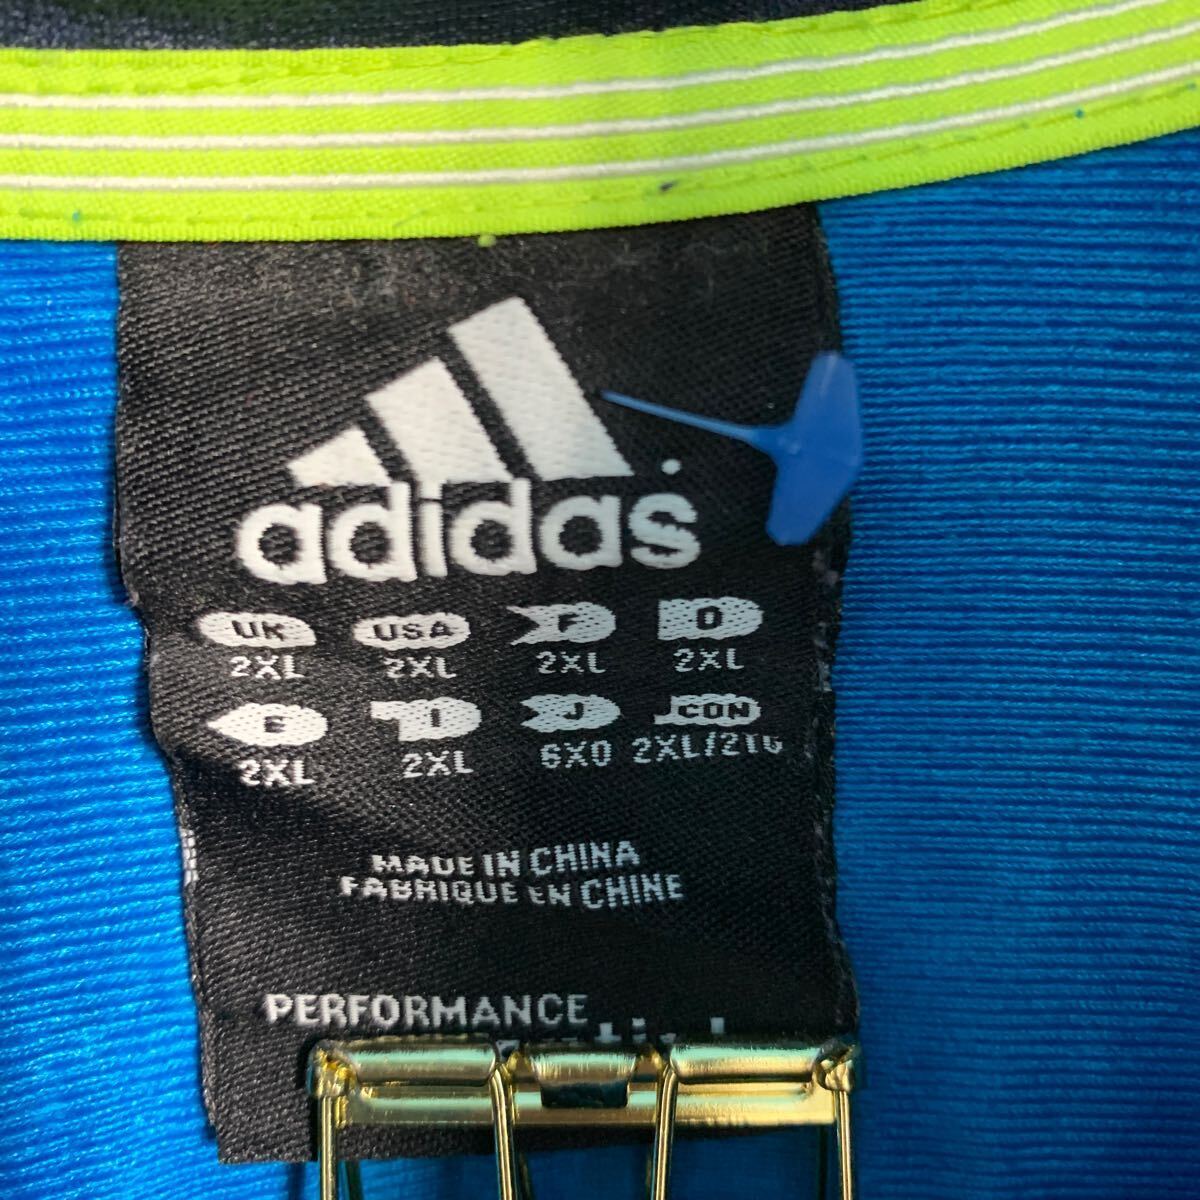 adidas
UK USA F D
2XL 2XL 2XL 2XL
E I J CON
2XL 2XL 6XO 2XL/2TG
MADE IN CHINA
FABRIQUE EN CHINE
PERFORMANCE